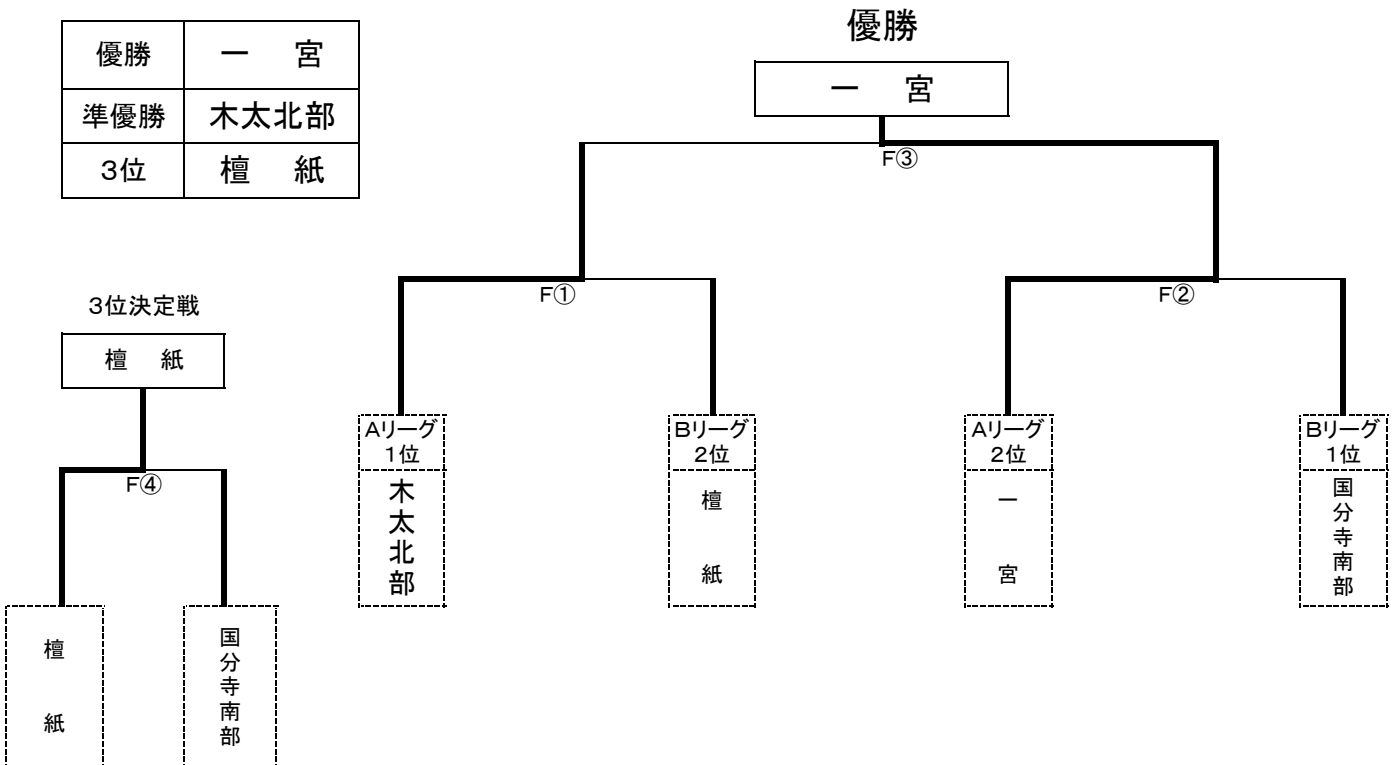 優勝 一 宮
準優勝 木太北部
3位 檀 紙
優勝
一 宮
F③
F①
F②
3位決定戦
檀 紙
F④
Aリーグ
1位
木太北部
Bリーグ
2位
檀 紙
Aリーグ
2位
一 宮
Bリーグ
1位
国分寺南部
檀 紙
国分寺南部